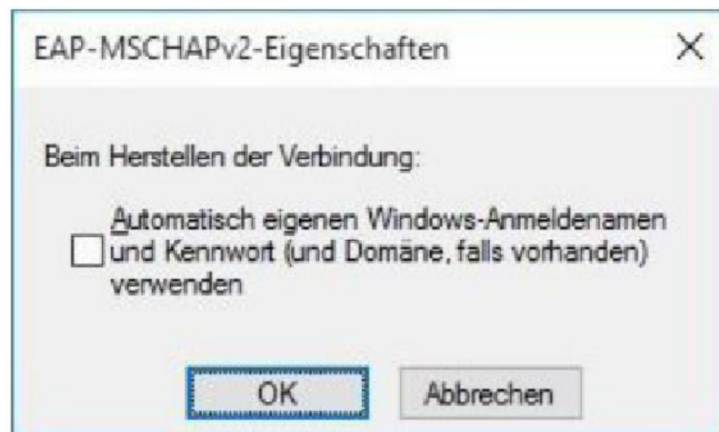 EAP-MSCHAPv2-Eigenschaften
Beim Herstellen der Verbindung:
Automatisch eigenen Windows-Anmeldenamen
und Kennwort (und Domäne, falls vorhanden)
verwenden
OK Abbrechen